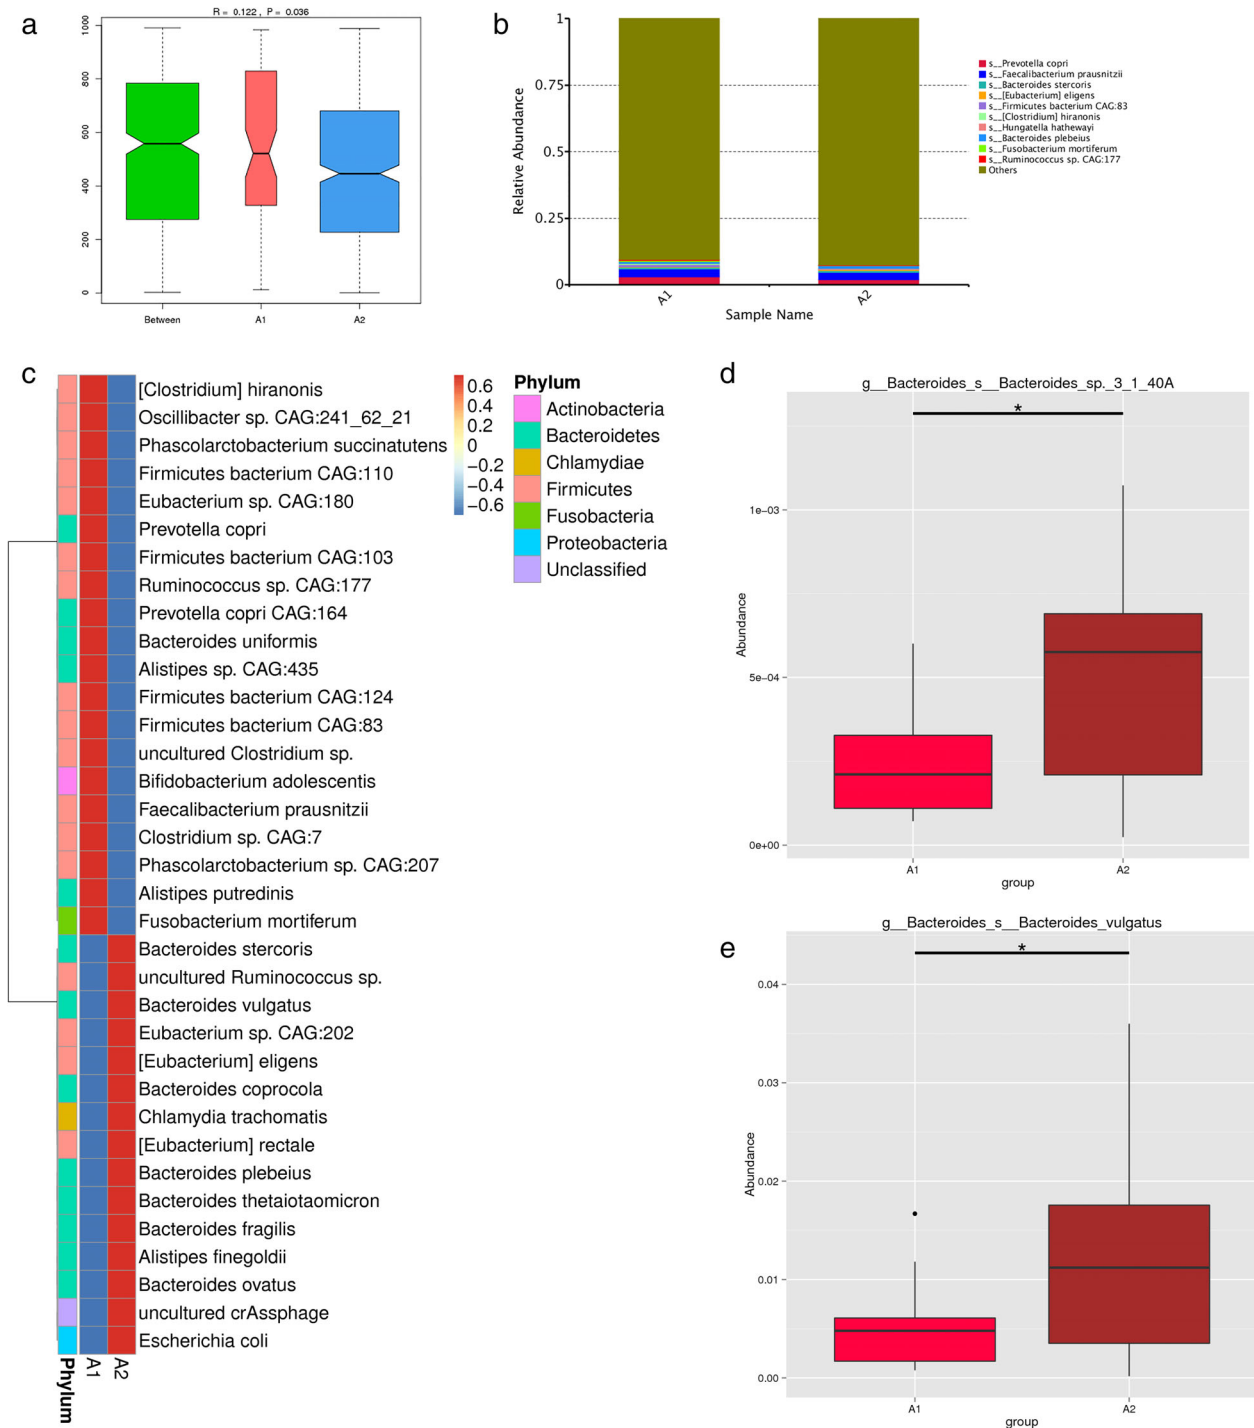 a
R = 0.122 , P = 0.036
1000
800
600
400
200
0
Between
A1
A2
b
1
0.75
0.5
0.25
0
Relative Abundance
A1
A2
Sample Name
s__Prevotella copri
s__Faecalibacterium prausnitzii
s__Bacteroides stercoris
s__[Eubacterium] eligens
s__Firmicutes bacterium CAG:83
s__[Clostridium] hiranonis
s__Hungatella hathewayi
s__Bacteroides plebeius
s__Fusobacterium mortiferum
s__Ruminococcus sp. CAG:177
Others
c
[Clostridium] hiranonis
Oscillibacter sp. CAG:241_62_21
Phascolarctobacterium succinatutens
Firmicutes bacterium CAG:110
Eubacterium sp. CAG:180
Prevotella copri
Firmicutes bacterium CAG:103
Ruminococcus sp. CAG:177
Prevotella copri CAG:164
Bacteroides uniformis
Alistipes sp. CAG:435
Firmicutes bacterium CAG:124
Firmicutes bacterium CAG:83
uncultured Clostridium sp.
Bifidobacterium adolescentis
Faecalibacterium prausnitzii
Clostridium sp. CAG:7
Phascolarctobacterium sp. CAG:207
Alistipes putredinis
Fusobacterium mortiferum
Bacteroides stercoris
uncultured Ruminococcus sp.
Bacteroides vulgatus
Eubacterium sp. CAG:202
[Eubacterium] eligens
Bacteroides coprocola
Chlamydia trachomatis
[Eubacterium] rectale
Bacteroides plebeius
Bacteroides thetaiotaomicron
Bacteroides fragilis
Alistipes finegoldii
Bacteroides ovatus
uncultured crAssphage
Escherichia coli
Phylum
A1
A2
0.6
0.4
0.2
0
−0.2
−0.4
−0.6
Phylum
Actinobacteria
Bacteroidetes
Chlamydiae
Firmicutes
Fusobacteria
Proteobacteria
Unclassified
d
g__Bacteroides_s__Bacteroides_sp._3_1_40A
*
1e−03
5e−04
0e+00
Abundance
A1
A2
group
e
g__Bacteroides_s__Bacteroides_vulgatus
*
0.04
0.03
0.02
0.01
0.00
Abundance
A1
A2
group